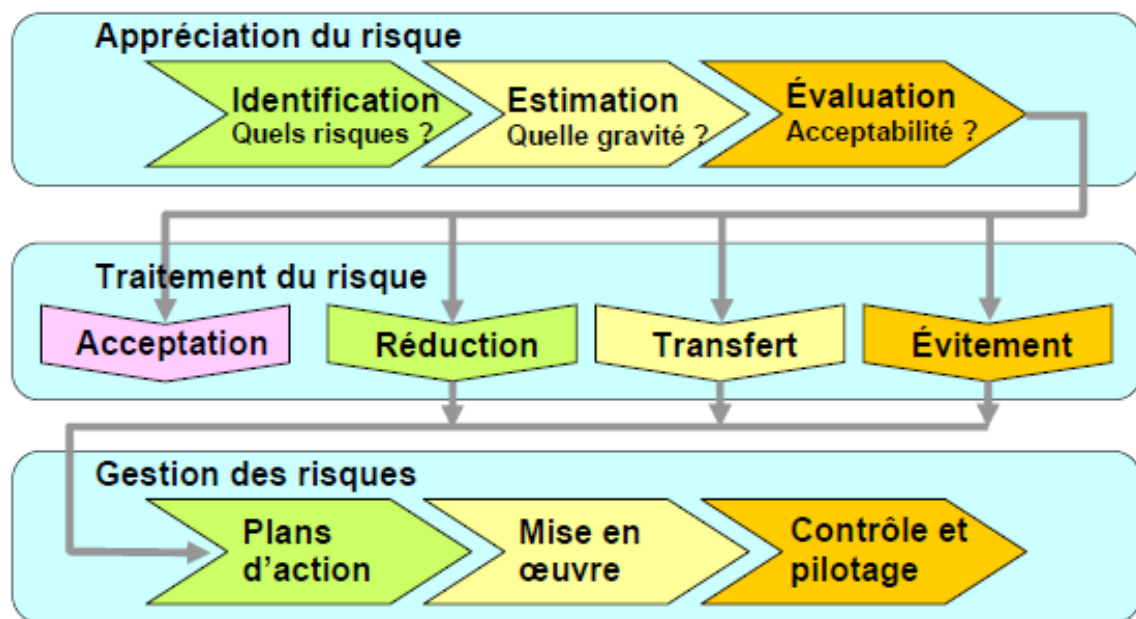 Appréciation du risque
Identification
Quels risques ?
Estimation
Quelle gravité ?
Évaluation
Acceptabilité ?
Traitement du risque
Acceptation
Réduction
Transfert
Évitement
Gestion des risques
Plans
d’action
Mise en
œuvre
Contrôle et
pilotage